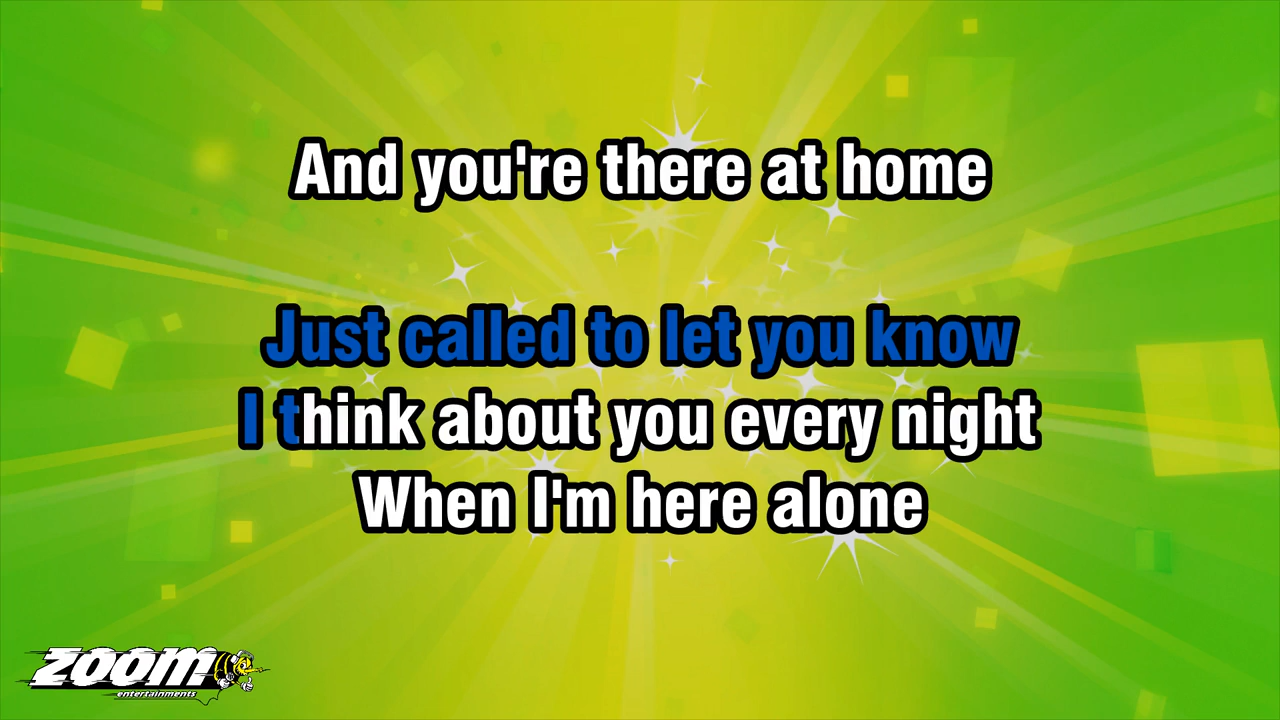 And you're there at home
Just called to let you know
I think about you every night
When I'm here alone
zoom
entertainments